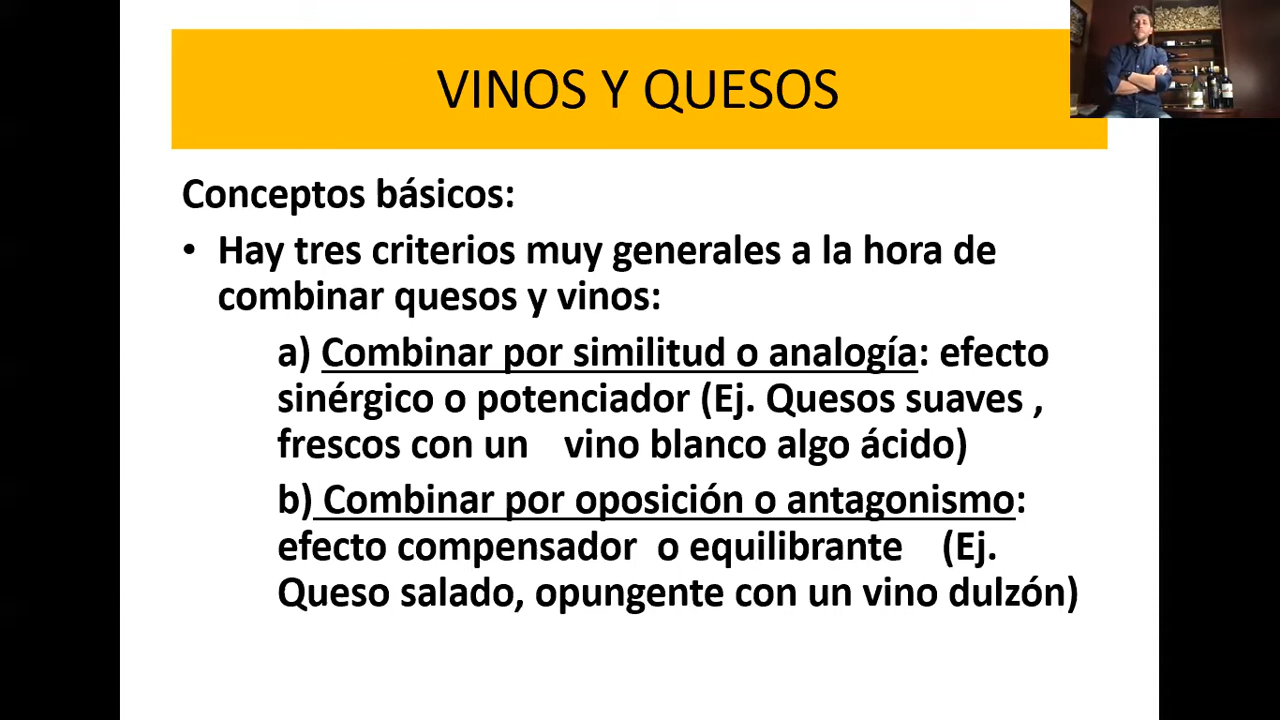 VINOS Y QUESOS
Conceptos básicos:
• Hay tres criterios muy generales a la hora de
combinar quesos y vinos:
a) Combinar por similitud o analogía: efecto
sinérgico o potenciador (Ej. Quesos suaves ,
frescos con un vino blanco algo ácido)
b) Combinar por oposición o antagonismo:
efecto compensador o equilibrante (Ej.
Queso salado, opungente con un vino dulzón)